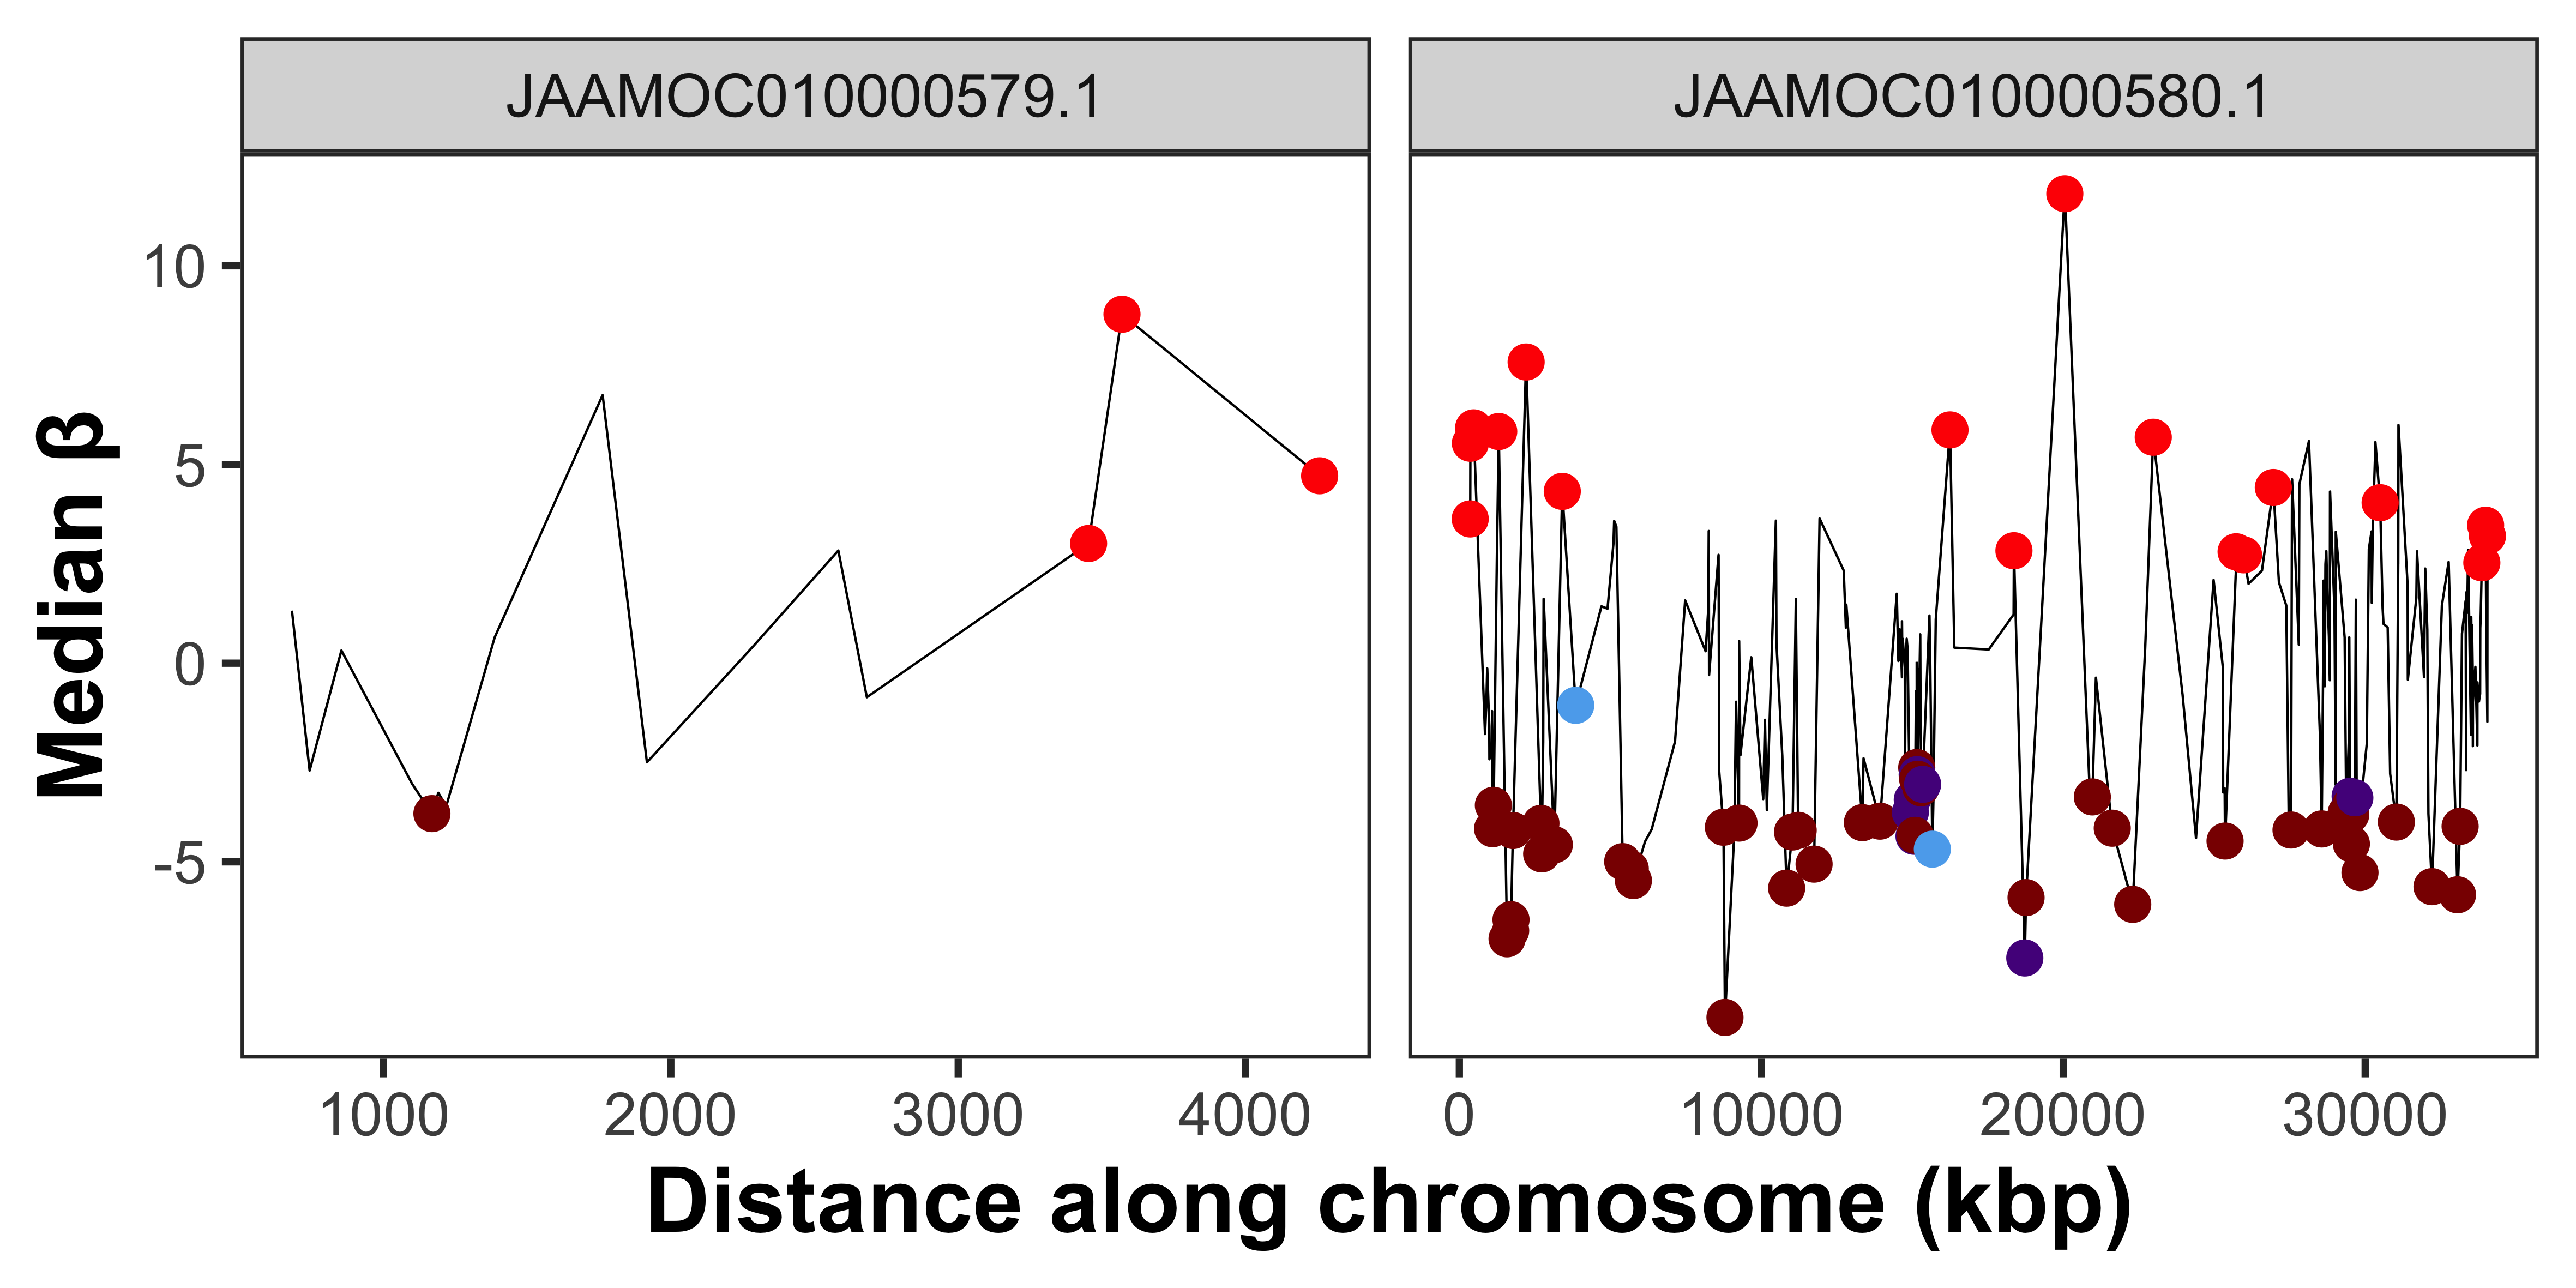 JAAMOC010000579.1
JAAMOC010000580.1
Median β
10
5
0
-5
1000 2000 3000 4000
0 10000 20000 30000
Distance along chromosome (kbp)